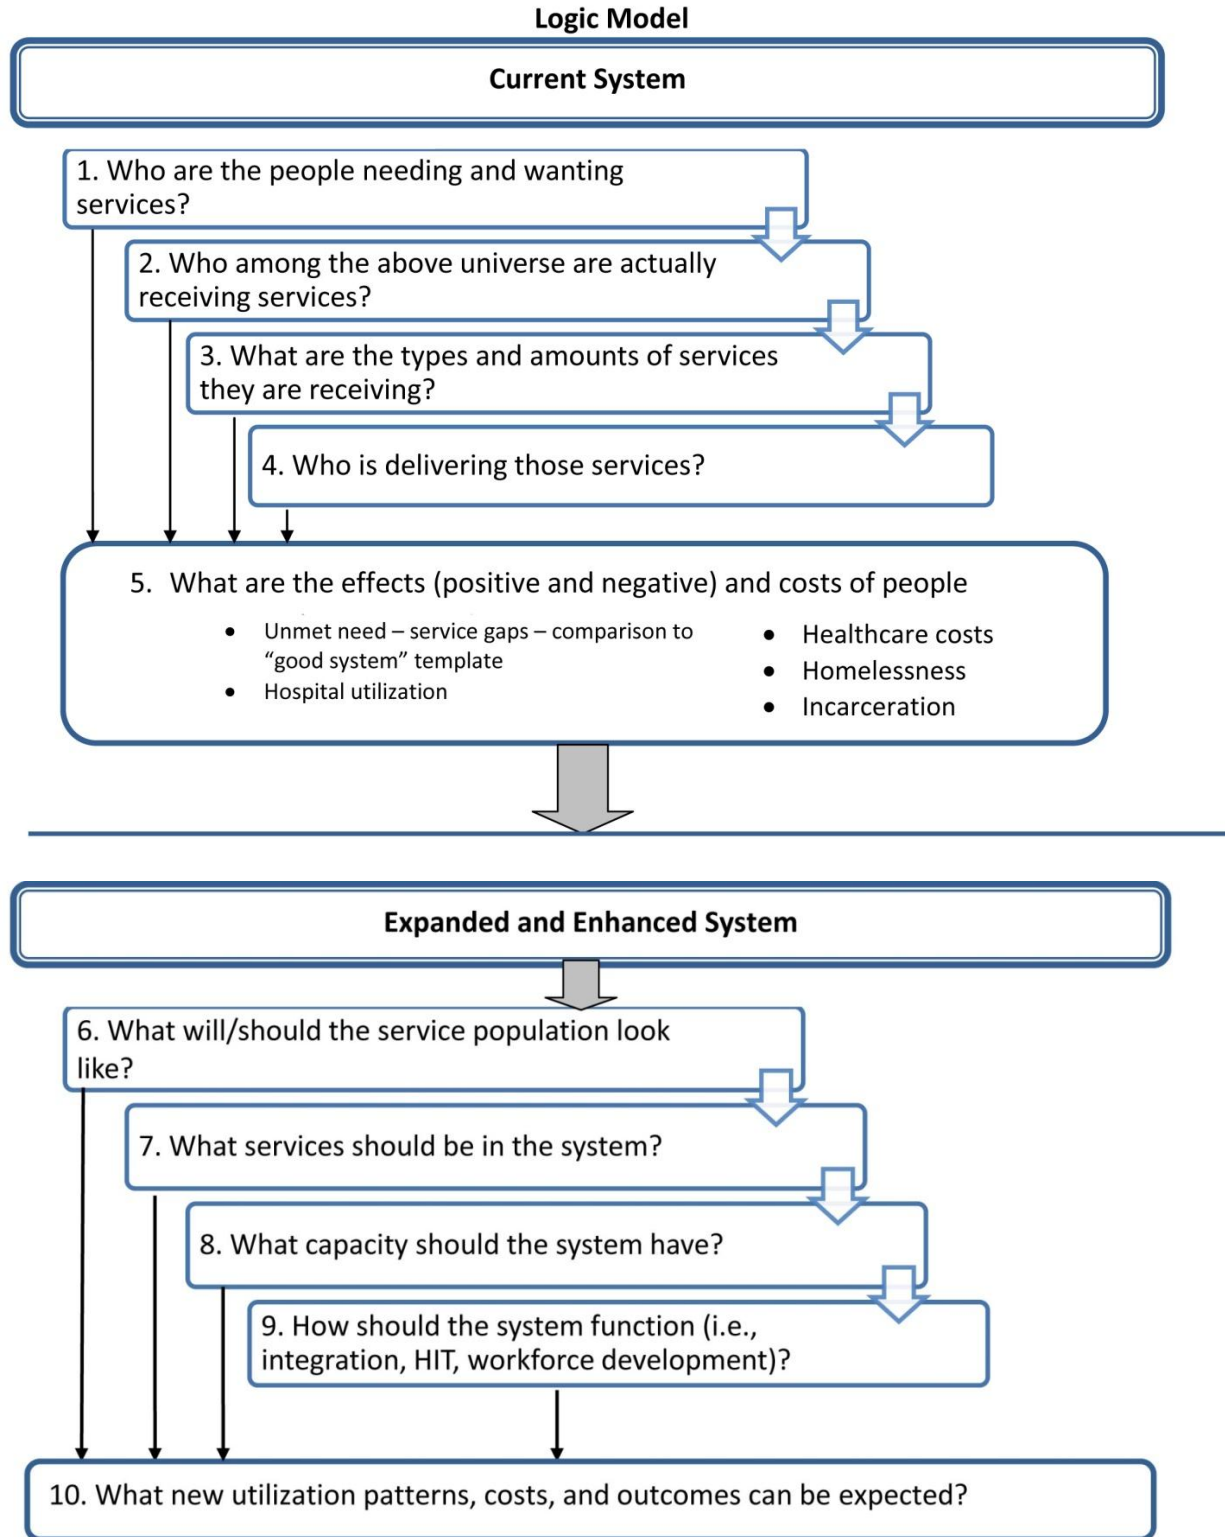 Logic Model
Current System
1. Who are the people needing and wanting
services?
2. Who among the above universe are actually
receiving services?
3. What are the types and amounts of services
they are receiving?
4. Who is delivering those services?
5. What are the effects (positive and negative) and costs of people
• Unmet need – service gaps – comparison to
“good system” template
• Hospital utilization
• Healthcare costs
• Homelessness
• Incarceration
Expanded and Enhanced System
6. What will/should the service population look
like?
7. What services should be in the system?
8. What capacity should the system have?
9. How should the system function (i.e.,
integration, HIT, workforce development)?
10. What new utilization patterns, costs, and outcomes can be expected?